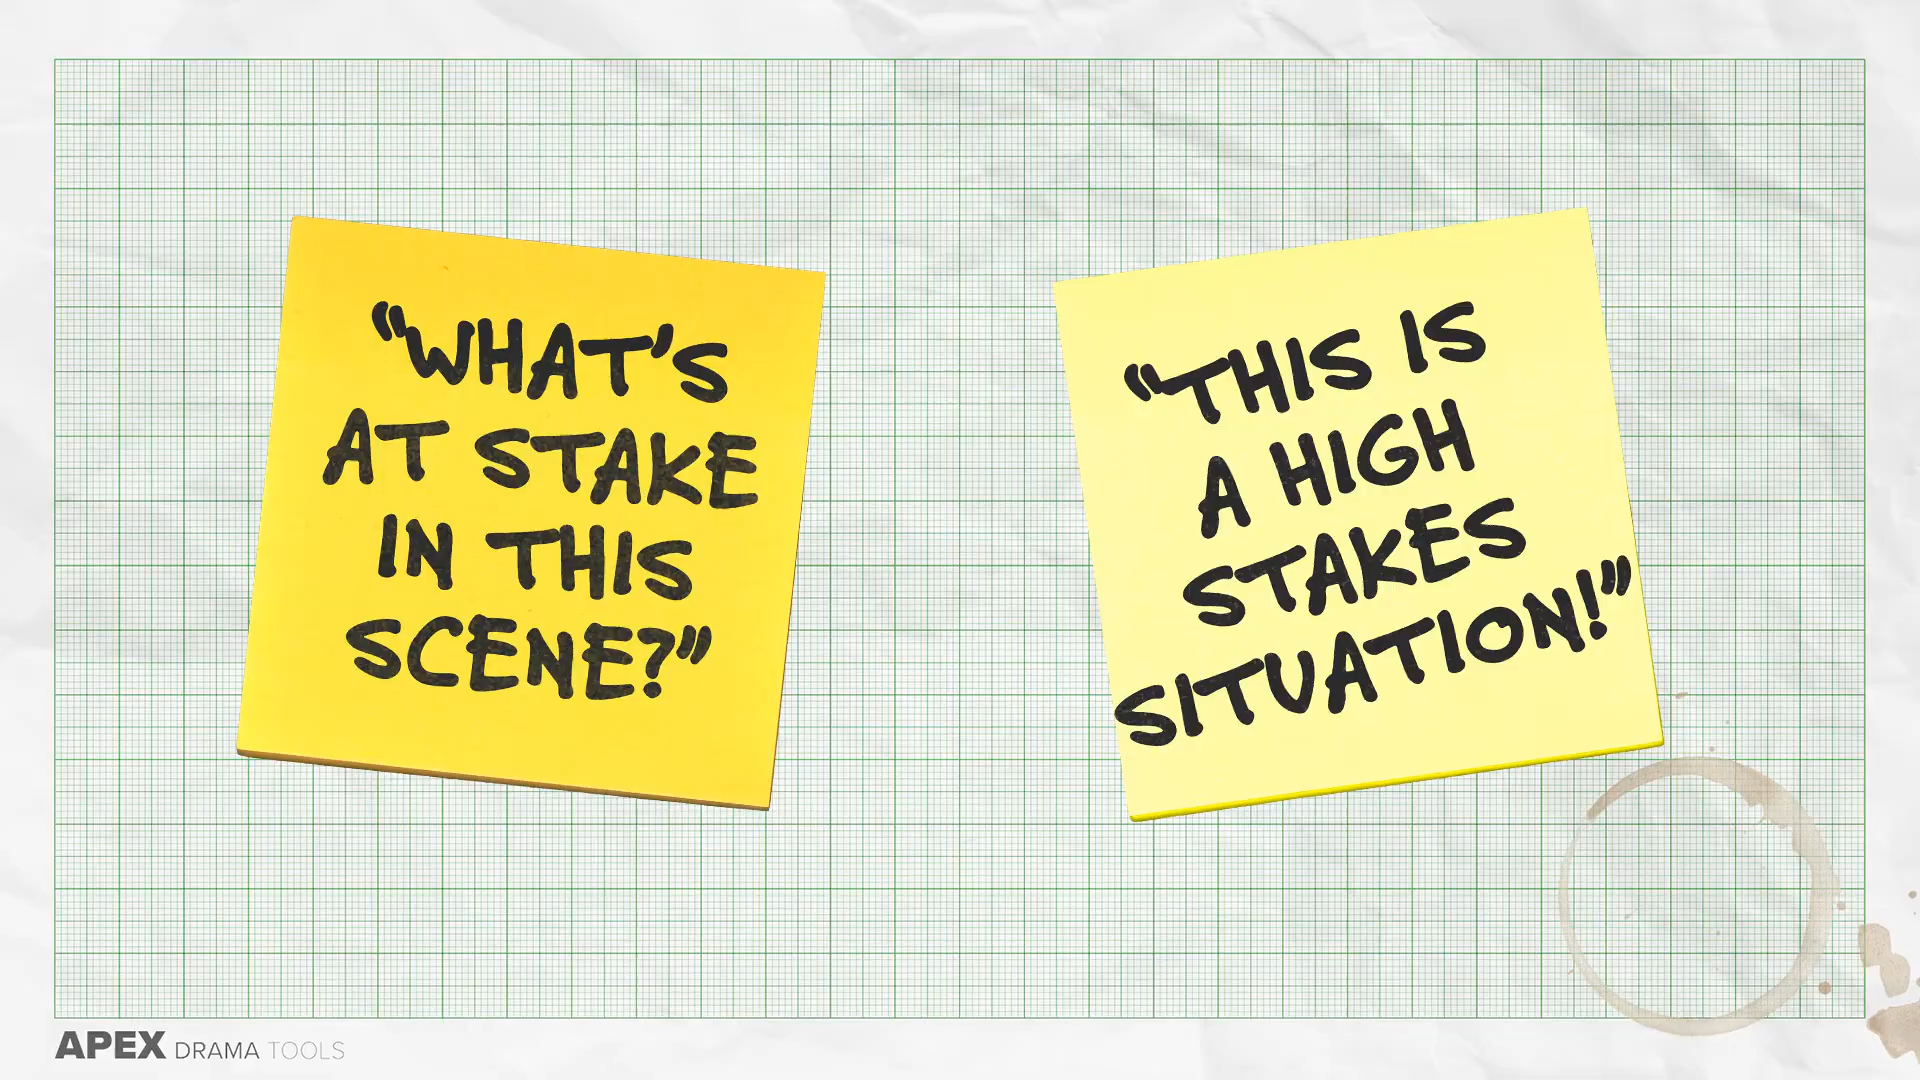 “WHAT’S
AT STAKE
IN THIS
SCENE?”
“THIS IS
A HIGH
STAKES
SITUATION!”
APEX DRAMA TOOLS